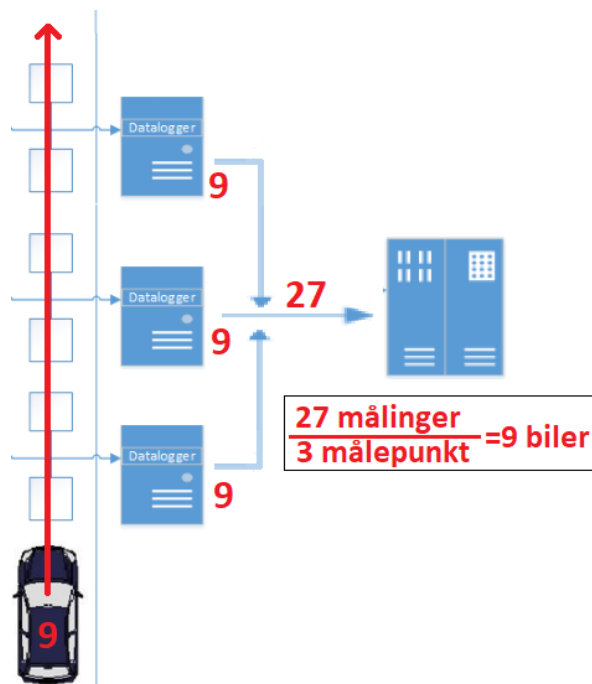 Datalogger
9
Datalogger
27
9
27 målinger
3 målepunkt
=9 biler
Datalogger
9
9